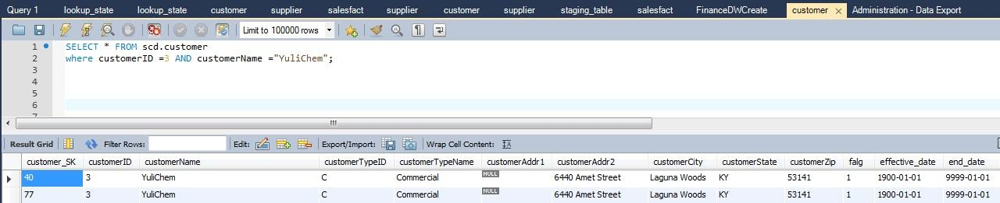 Query 1 lookup_state lookup_state customer supplier salesfact supplier customer supplier staging_table salesfact FinanceDWCreate customer Administration - Data Export
Limit to 100000 rows
1 SELECT * FROM scd.customer
2 where customerID =3 AND customerName ="YuliChem";
3
4
5
6
7
Result Grid Filter Rows: Edit: Export/Import: Wrap Cell Content:
customer_SK customerID customerName customerTypeID customerTypeName customerAddr1 customerAddr2 customerCity customerState customerZip falg effective_date end_date
40 3 YuliChem C Commercial NULL 6440 Amet Street Laguna Woods KY 53141 1 1900-01-01 9999-01-01
77 3 YuliChem C Commercial NULL 6440 Amet Street Laguna Woods KY 53141 1 1900-01-01 9999-01-01